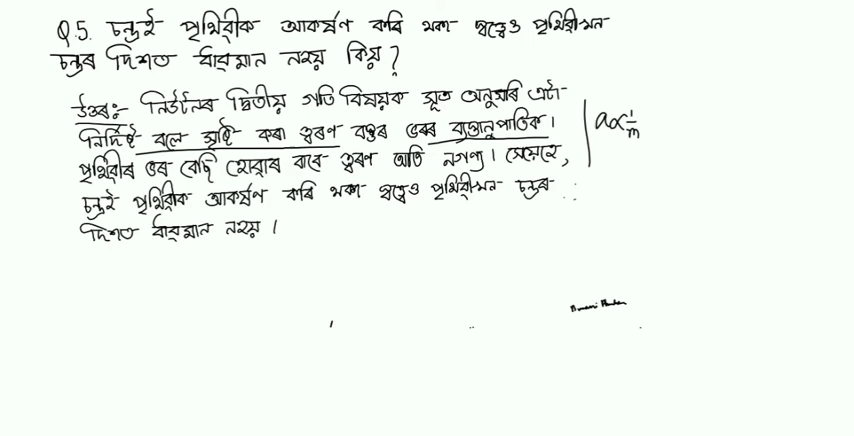 Q.5. চন্দ্ৰই পৃথিৱীক আকৰ্ষণ কৰি থকা স্বত্বেও পৃথিৱীখন
চন্দ্ৰৰ দিশত ধাৱমান নহয় কিয় ?
উত্তৰঃ- নিউটনৰ দ্বিতীয় গতি বিষয়ক সূত্ৰ অনুসৰি এটা
নিৰ্দিষ্ট বলে সৃষ্টি কৰা ত্বৰণ বস্তুৰ ভৰৰ ব্যস্তানুপাতিক । | a∝ 1/m
পৃথিৱীৰ ভৰ বেছি হোৱাৰ বাবে ত্বৰণ অতি নগণ্য । সেয়েহে,
চন্দ্ৰই পৃথিৱীক আকৰ্ষণ কৰি থকা স্বত্বেও পৃথিৱীখন চন্দ্ৰৰ
দিশত ধাৱমান নহয় ।